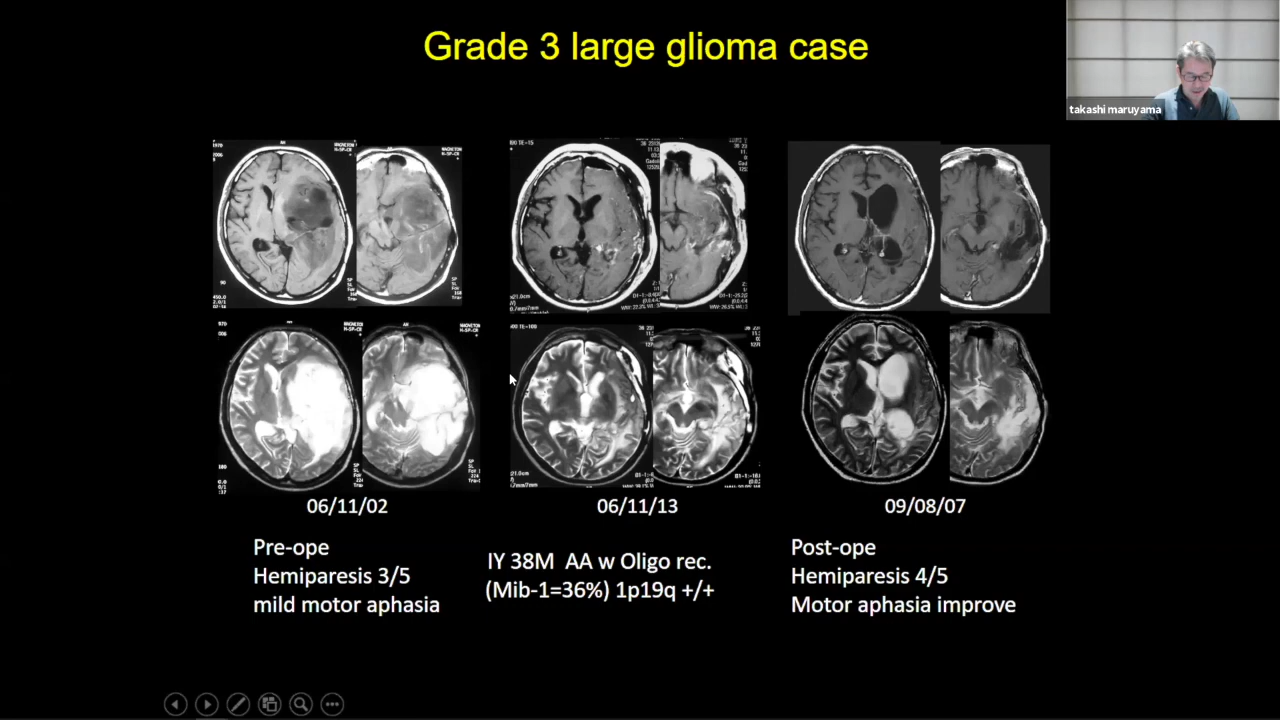 Grade 3 large glioma case
takashi maruyama
06/11/02
06/11/13
09/08/07
Pre-ope
Hemiparesis 3/5
mild motor aphasia
IY 38M AA w Oligo rec.
(Mib-1=36%) 1p19q +/+
Post-ope
Hemiparesis 4/5
Motor aphasia improve